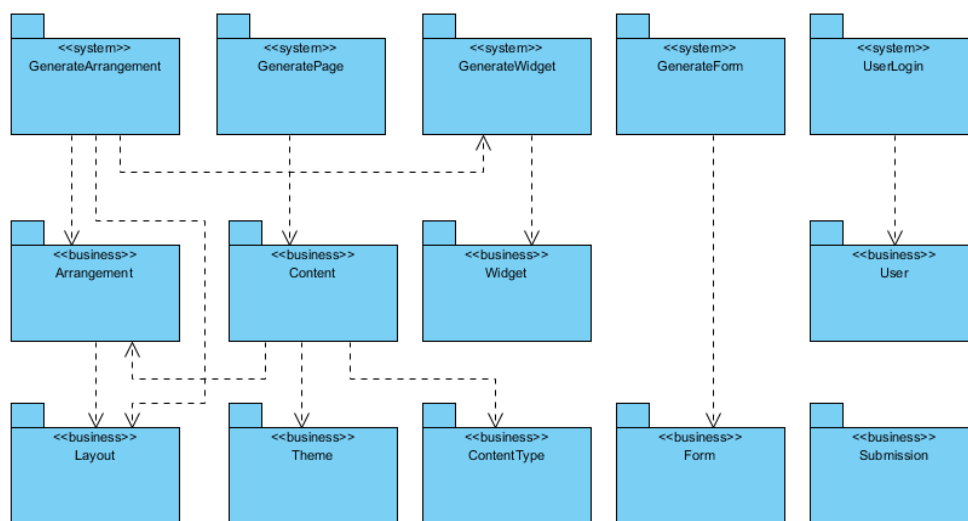 <<system>>
GenerateArrangement
<<system>>
GeneratePage
<<system>>
GenerateWidget
<<system>>
GenerateForm
<<system>>
UserLogin
<<business>>
Arrangement
<<business>>
Content
<<business>>
Widget
<<business>>
User
<<business>>
Layout
<<business>>
Theme
<<business>>
ContentType
<<business>>
Form
<<business>>
Submission